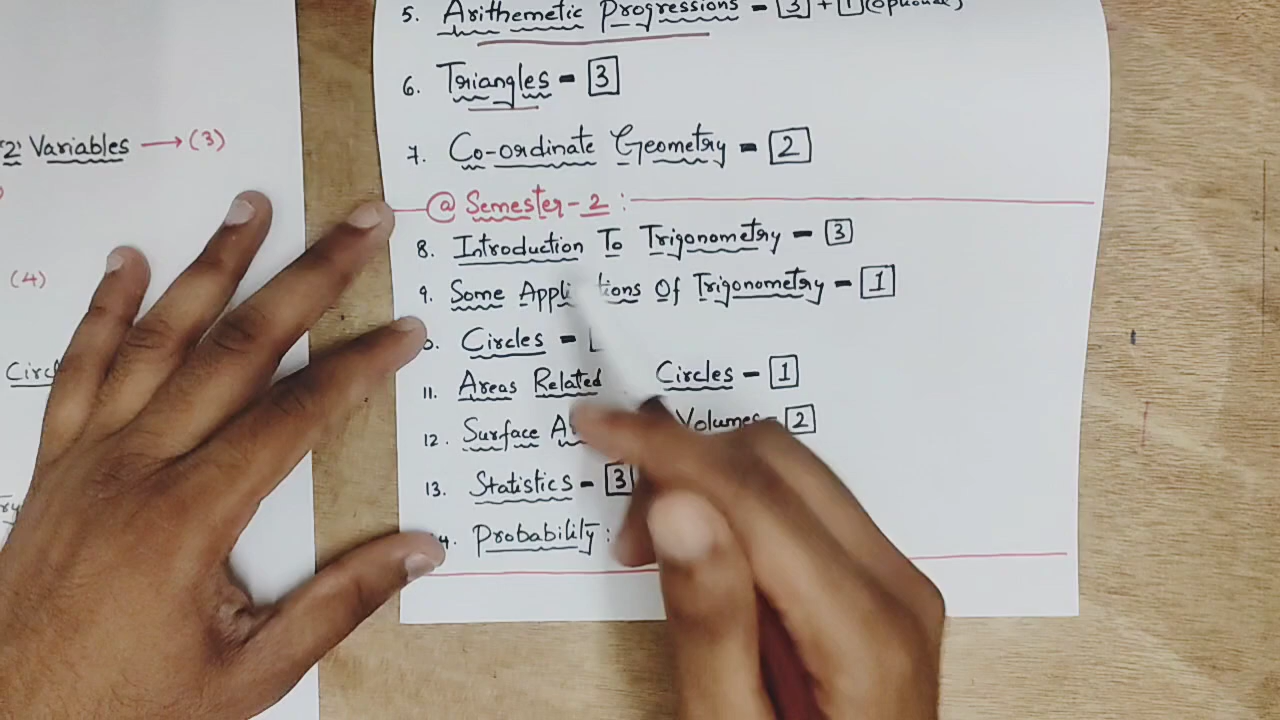 5. Arithemetic Progressions - 3 + 1 (optional)
6. Triangles - 3
'2' Variables → (3)
7. Co-ordinate Geometry - 2
@ Semester-2 :
8. Introduction To Trigonometry - 3
(4)
9. Some Of Trigonometry - 1
Circles -
11. Areas Related Circles - 1
12. Surface Volumes - 2
13. Statistics - 3
Probability :